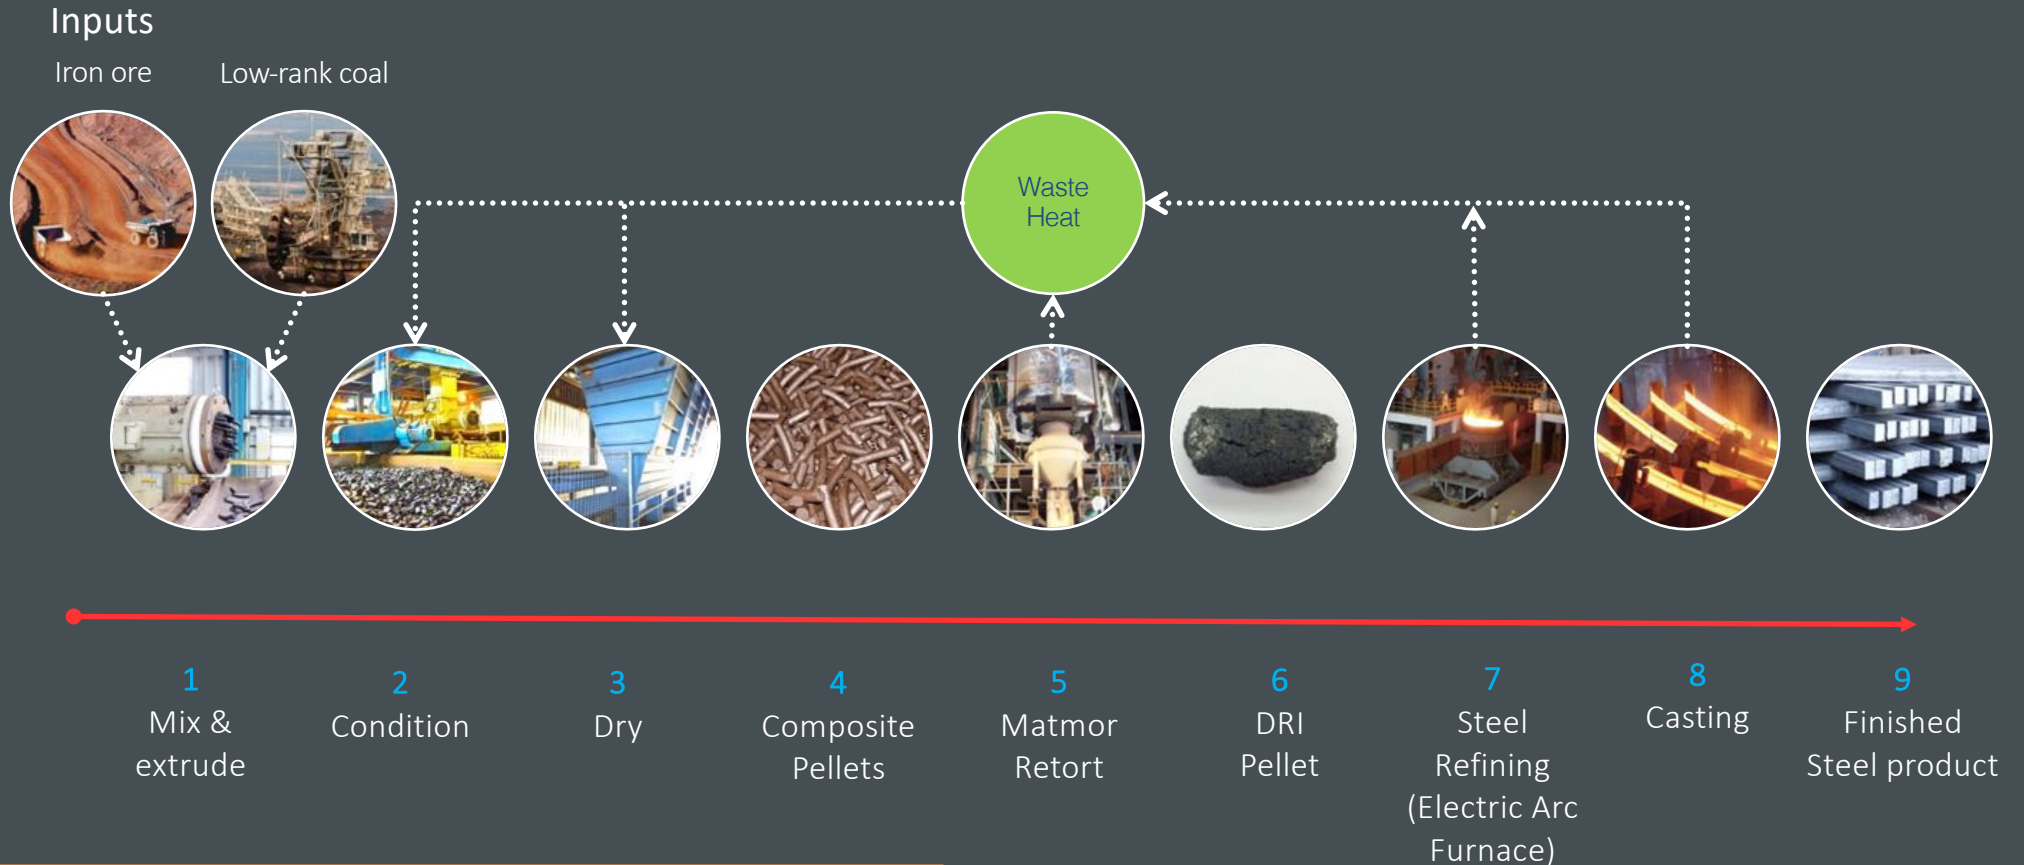 Inputs
Iron ore
Low-rank coal
Waste
Heat
1
Mix &
extrude
2
Condition
3
Dry
4
Composite
Pellets
5
Matmor
Retort
6
DRI
Pellet
7
Steel
Refining
(Electric Arc
Furnace)
8
Casting
9
Finished
Steel product